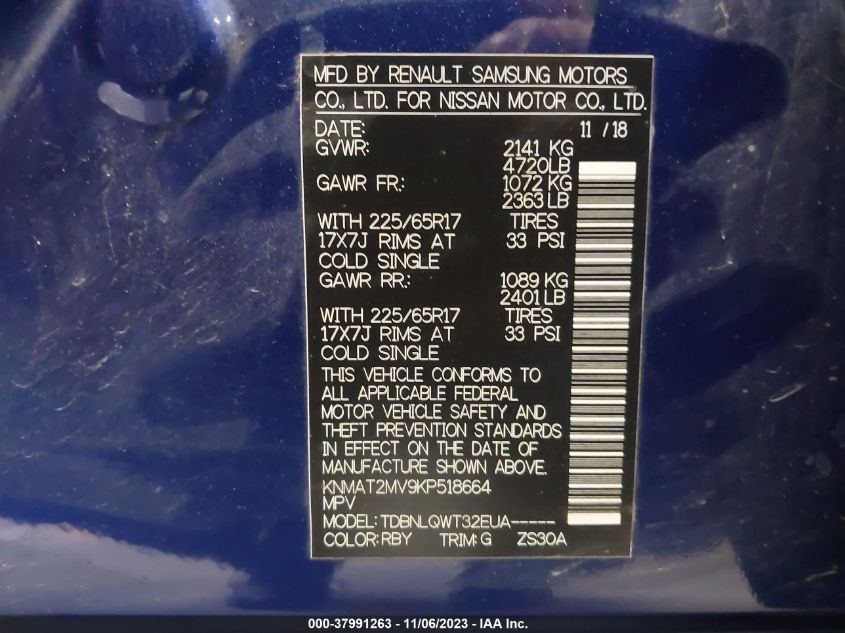 MFD BY RENAULT SAMSUNG MOTORS
CO., LTD. FOR NISSAN MOTOR CO., LTD.
DATE: 11 / 18
GVWR: 2141 KG
4720LB
GAWR FR.: 1072 KG
2363 LB
WITH 225/65R17 TIRES
17X7J RIMS AT 33 PSI
COLD SINGLE
GAWR RR.: 1089 KG
2401 LB
WITH 225/65R17 TIRES
17X7J RIMS AT 33 PSI
COLD SINGLE
THIS VEHICLE CONFORMS TO
ALL APPLICABLE FEDERAL
MOTOR VEHICLE SAFETY AND
THEFT PREVENTION STANDARDS
IN EFFECT ON THE DATE OF
MANUFACTURE SHOWN ABOVE.
KNMAT2MV9KP518664
MPV
MODEL: TDBNLQWT32EUA-----
COLOR: RBY TRIM: G ZS30A
000-37991263 - 11/06/2023 - IAA Inc.